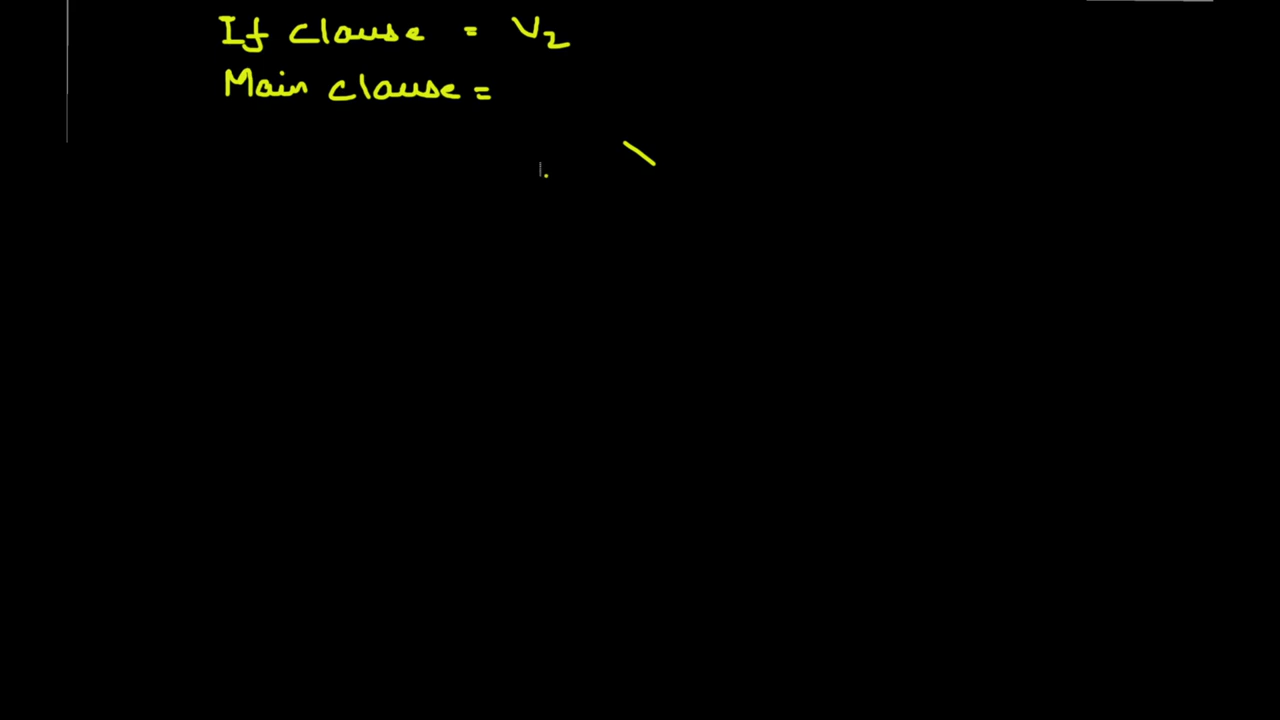 If clause = V₂
Main clause =